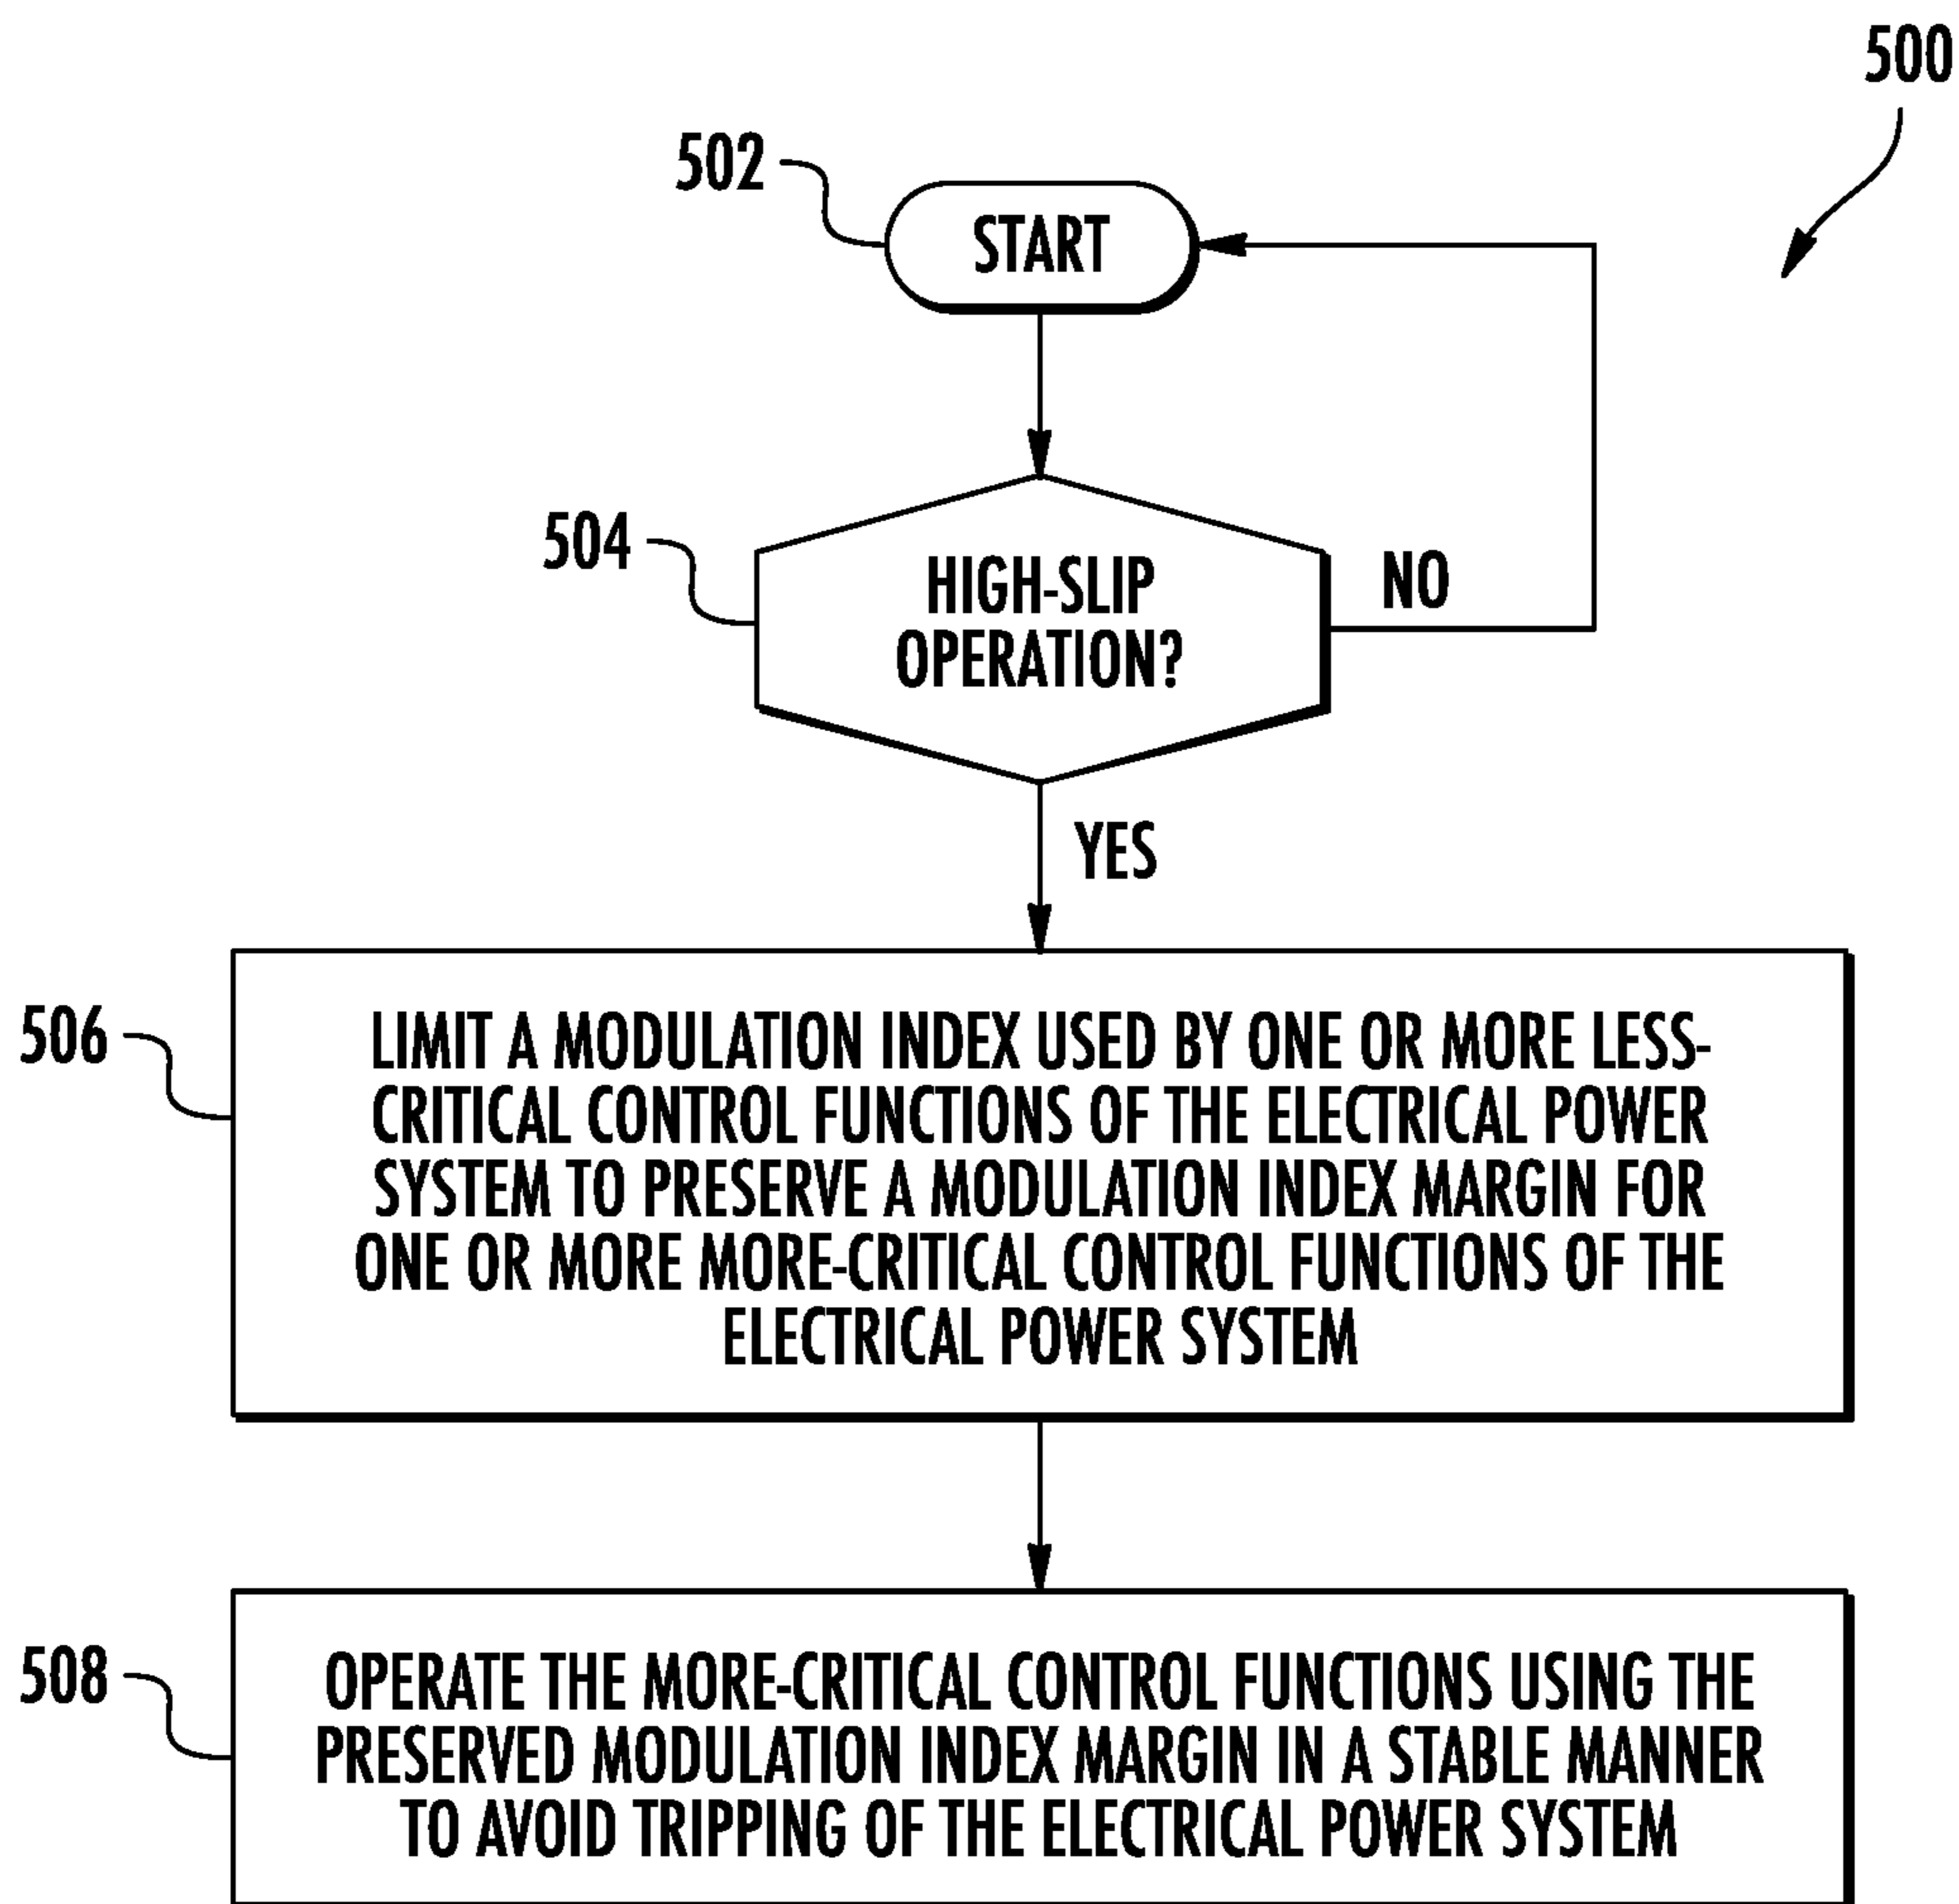 500
502
START
504
HIGH-SLIP
OPERATION?
NO
YES
506
LIMIT A MODULATION INDEX USED BY ONE OR MORE LESS-
CRITICAL CONTROL FUNCTIONS OF THE ELECTRICAL POWER
SYSTEM TO PRESERVE A MODULATION INDEX MARGIN FOR
ONE OR MORE MORE-CRITICAL CONTROL FUNCTIONS OF THE
ELECTRICAL POWER SYSTEM
508
OPERATE THE MORE-CRITICAL CONTROL FUNCTIONS USING THE
PRESERVED MODULATION INDEX MARGIN IN A STABLE MANNER
TO AVOID TRIPPING OF THE ELECTRICAL POWER SYSTEM